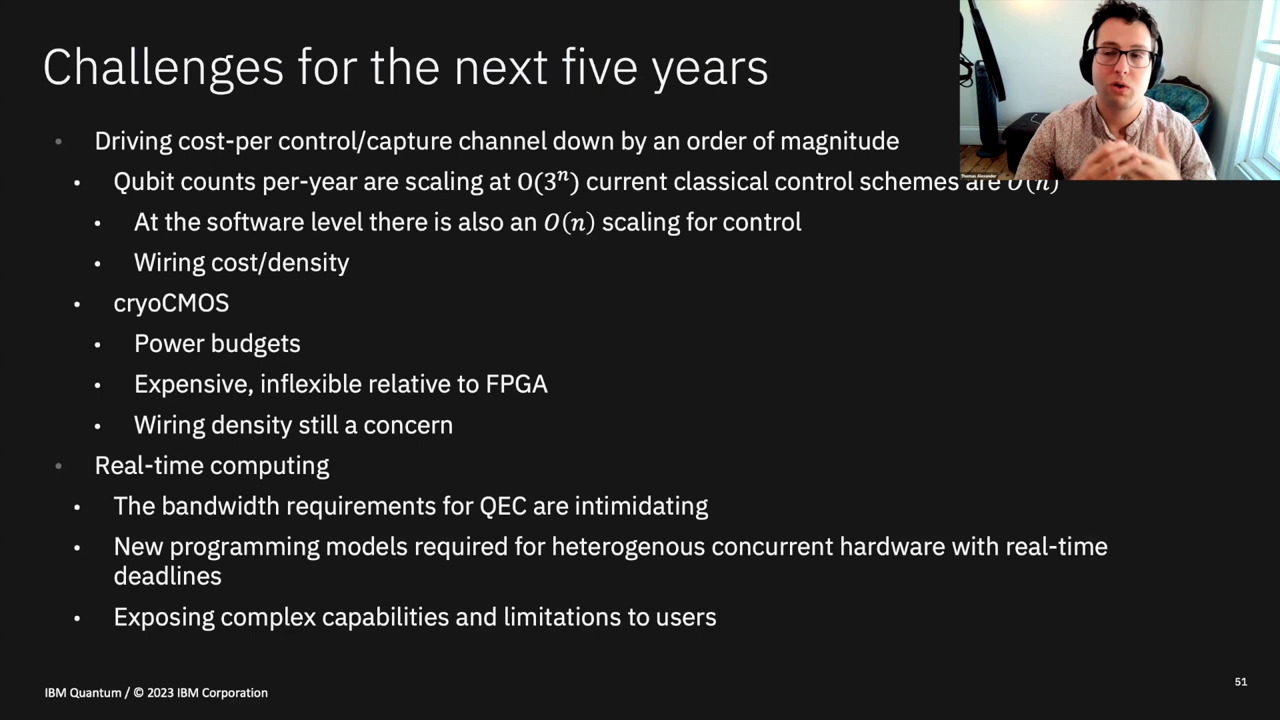 Challenges for the next five years
• Driving cost-per control/capture channel down by an order of magnitude
• Qubit counts per-year are scaling at O(3ⁿ) current classical control schemes are O(n)
• At the software level there is also an O(n) scaling for control
• Wiring cost/density
• cryoCMOS
• Power budgets
• Expensive, inflexible relative to FPGA
• Wiring density still a concern
• Real-time computing
• The bandwidth requirements for QEC are intimidating
• New programming models required for heterogenous concurrent hardware with real-time
deadlines
• Exposing complex capabilities and limitations to users
Thomas Alexander
IBM Quantum / © 2023 IBM Corporation
51